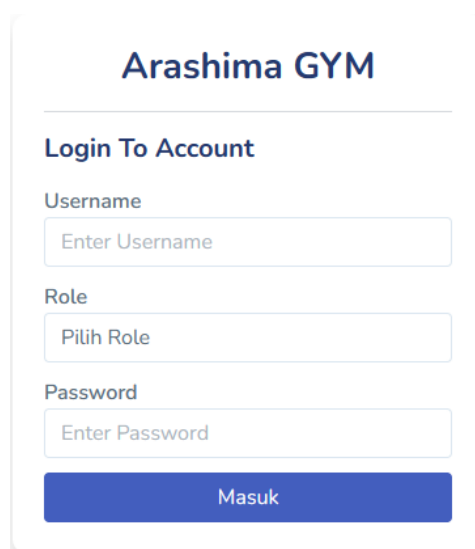 Arashima GYM
Login To Account
Username
Enter Username
Role
Pilih Role
Password
Enter Password
Masuk